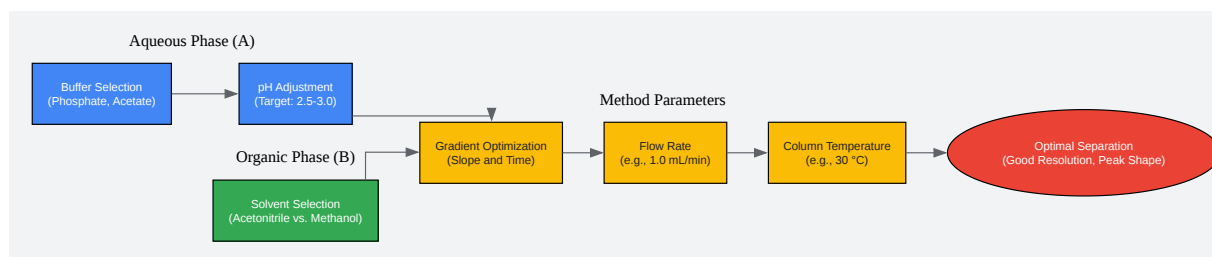 Aqueous Phase (A)
Buffer Selection
(Phosphate, Acetate)
pH Adjustment
(Target: 2.5-3.0)
Organic Phase (B)
Solvent Selection
(Acetonitrile vs. Methanol)
Method Parameters
Gradient Optimization
(Slope and Time)
Flow Rate
(e.g., 1.0 mL/min)
Column Temperature
(e.g., 30 °C)
Optimal Separation
(Good Resolution, Peak Shape)